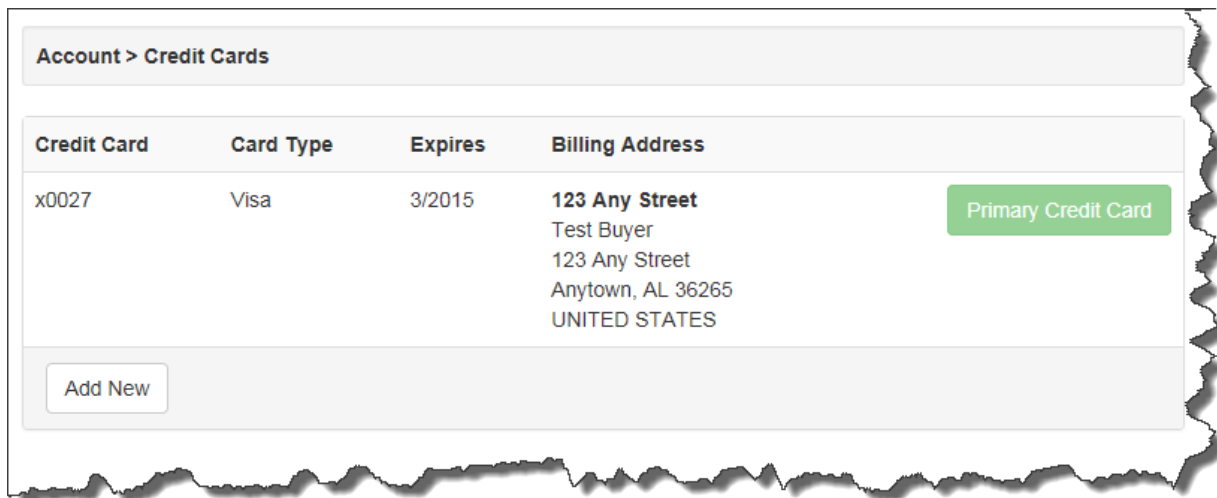 Account > Credit Cards
Credit Card Card Type Expires Billing Address
x0027 Visa 3/2015 123 Any Street Primary Credit Card
Test Buyer
123 Any Street
Anytown, AL 36265
UNITED STATES
Add New